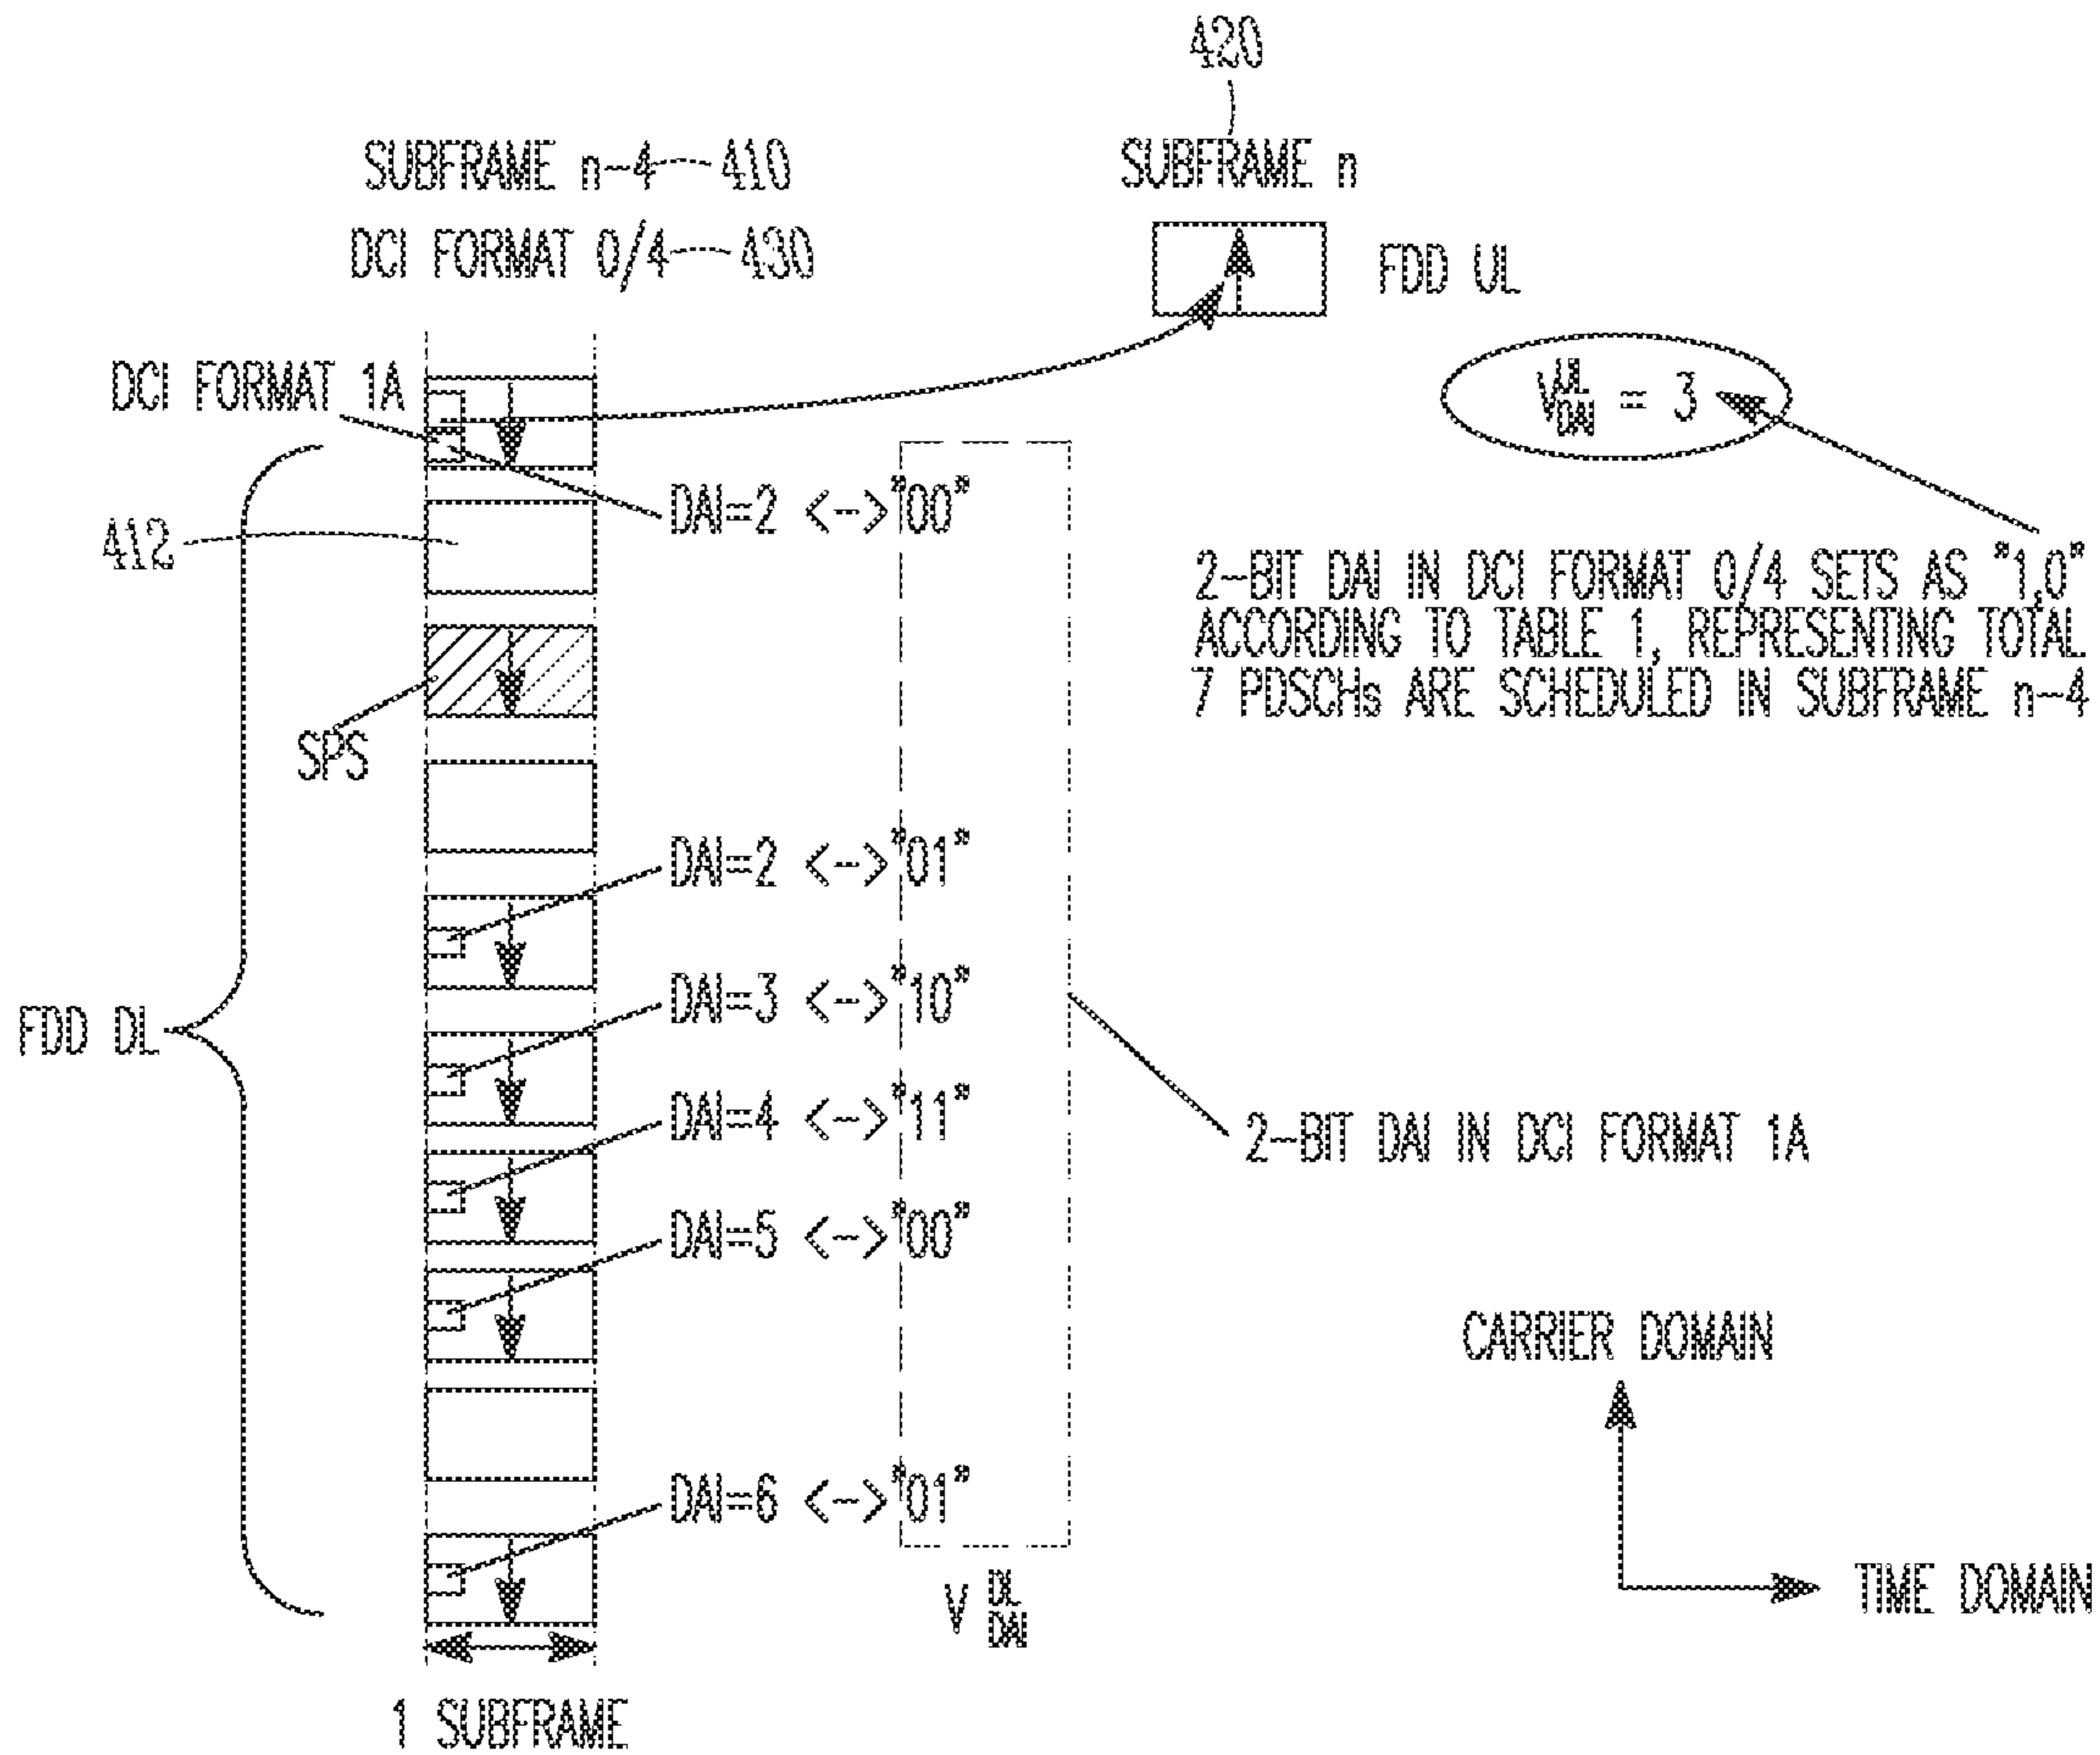 420
SUBFRAME n-4 410
SUBFRAME n
DCI FORMAT 0/4 430
FDD UL
DCI FORMAT 1A
V UL DAI = 3
DAI=2 <-> "00"
412
2-BIT DAI IN DCI FORMAT 0/4 SETS AS "1,0"
ACCORDING TO TABLE 1, REPRESENTING TOTAL
7 PDSCHs ARE SCHEDULED IN SUBFRAME n-4
SPS
DAI=2 <-> "01"
DAI=3 <-> "10"
FDD DL
DAI=4 <-> "11"
2-BIT DAI IN DCI FORMAT 1A
DAI=5 <-> "00"
CARRIER DOMAIN
DAI=6 <-> "01"
TIME DOMAIN
V DL DAI
1 SUBFRAME